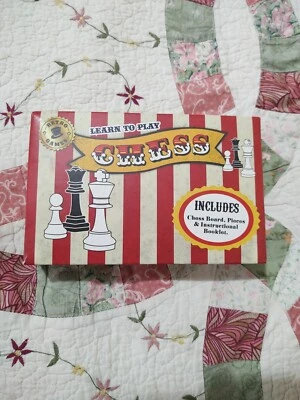 LEARN TO PLAY
CHESS
INCLUDES
Chess Board, Pieces
& Instructional
Booklet.